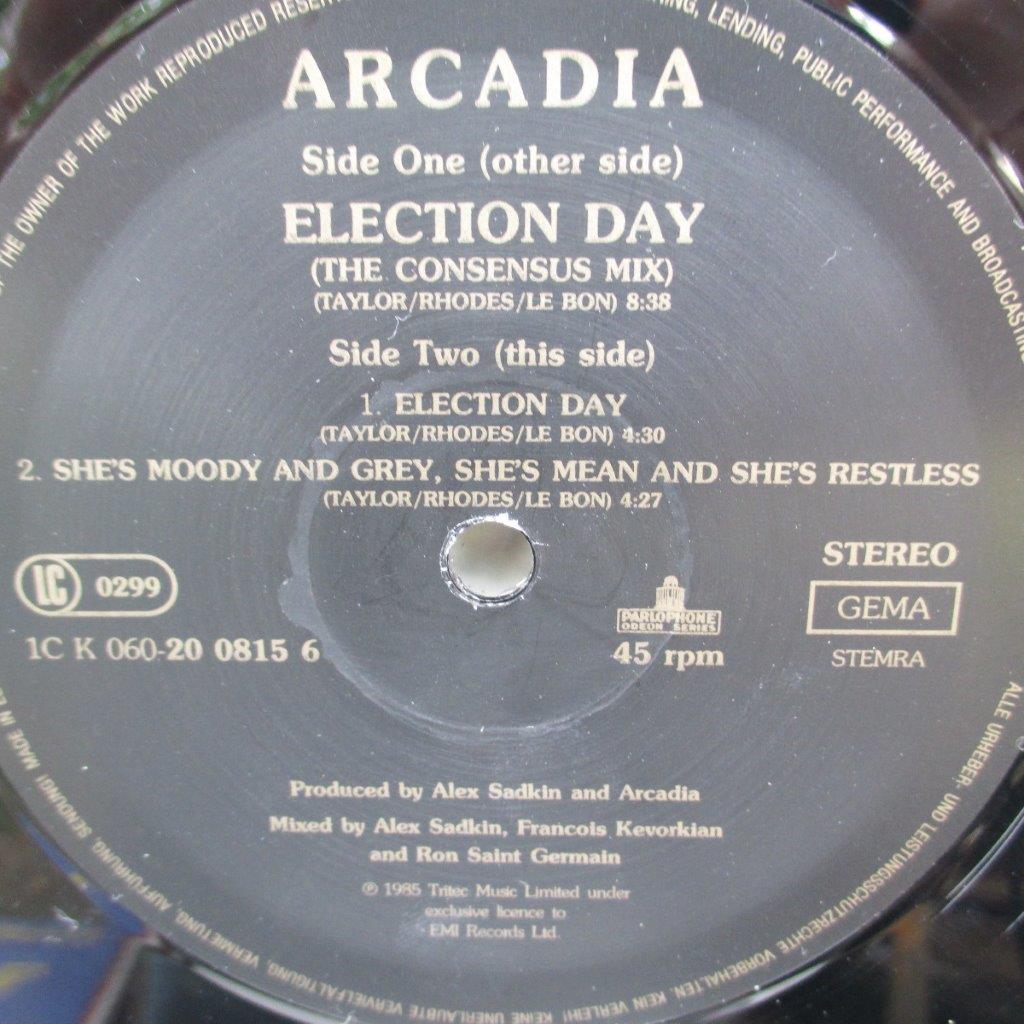 ARCADIA
Side One (other side)
ELECTION DAY
(THE CONSENSUS MIX)
(TAYLOR/RHODES/LE BON) 8:38
Side Two (this side)
1. ELECTION DAY
(TAYLOR/RHODES/LE BON) 4:30
2. SHE'S MOODY AND GREY, SHE'S MEAN AND SHE'S RESTLESS
(TAYLOR/RHODES/LE BON) 4:27
LC 0299
1C K 060-20 0815 6
PARLOPHONE
ODEON SERIES
45 rpm
STEREO
GEMA
STEMRA
Produced by Alex Sadkin and Arcadia
Mixed by Alex Sadkin, Francois Kevorkian
and Ron Saint Germain
℗ 1985 Tritec Music Limited under
exclusive licence to
EMI Records Ltd.
THE OWNER OF THE WORK REPRODUCED
LENDING, PUBLIC PERFORMANCE AND BROADCASTING
ALLE URHEBER- UND LEISTUNGSSCHUTZRECHTE VORBEHALTEN. KEIN VERLEIH! KEINE UNERLAUBTE VERVIELFÄLTIGUNG, VERMIETUNG, AUFFÜHRUNG, SENDUNG! MADE IN